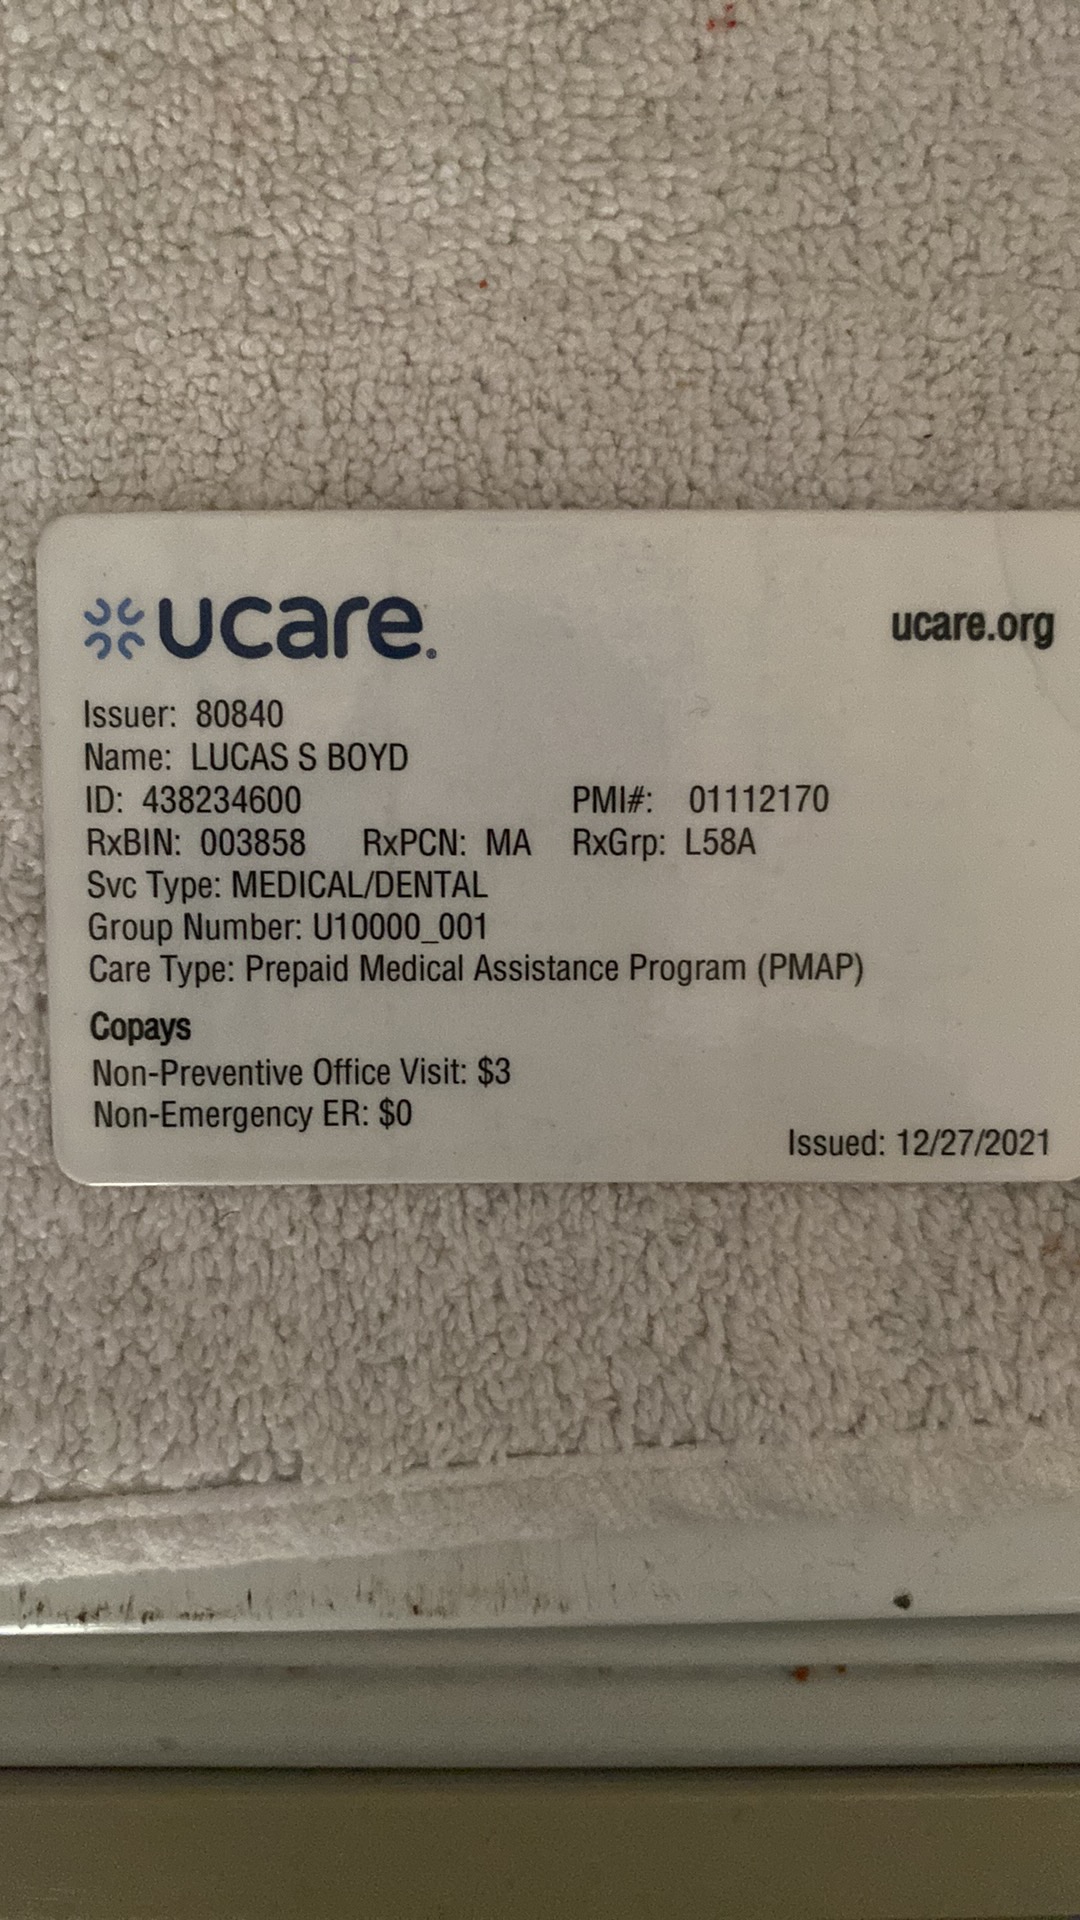 ucare®
ucare.org
Issuer: 80840
Name: LUCAS S BOYD
ID: 438234600 PMI#: 01112170
RxBIN: 003858 RxPCN: MA RxGrp: L58A
Svc Type: MEDICAL/DENTAL
Group Number: U10000_001
Care Type: Prepaid Medical Assistance Program (PMAP)
Copays
Non-Preventive Office Visit: $3
Non-Emergency ER: $0
Issued: 12/27/2021